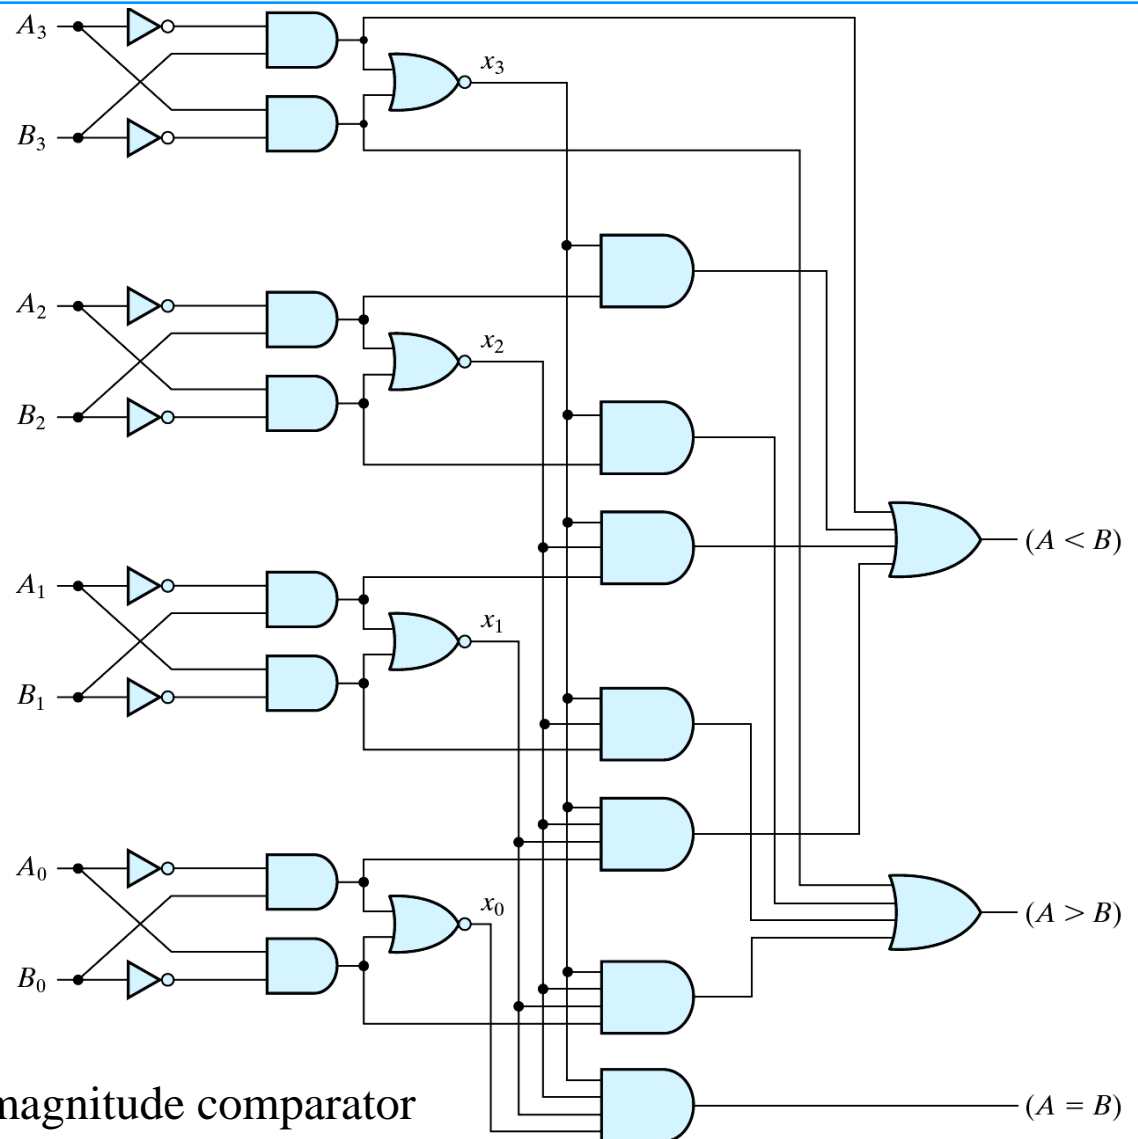 A₃
x₃
B₃
A₂
x₂
B₂
(A < B)
A₁
x₁
B₁
A₀
x₀
(A > B)
B₀
magnitude comparator
(A = B)